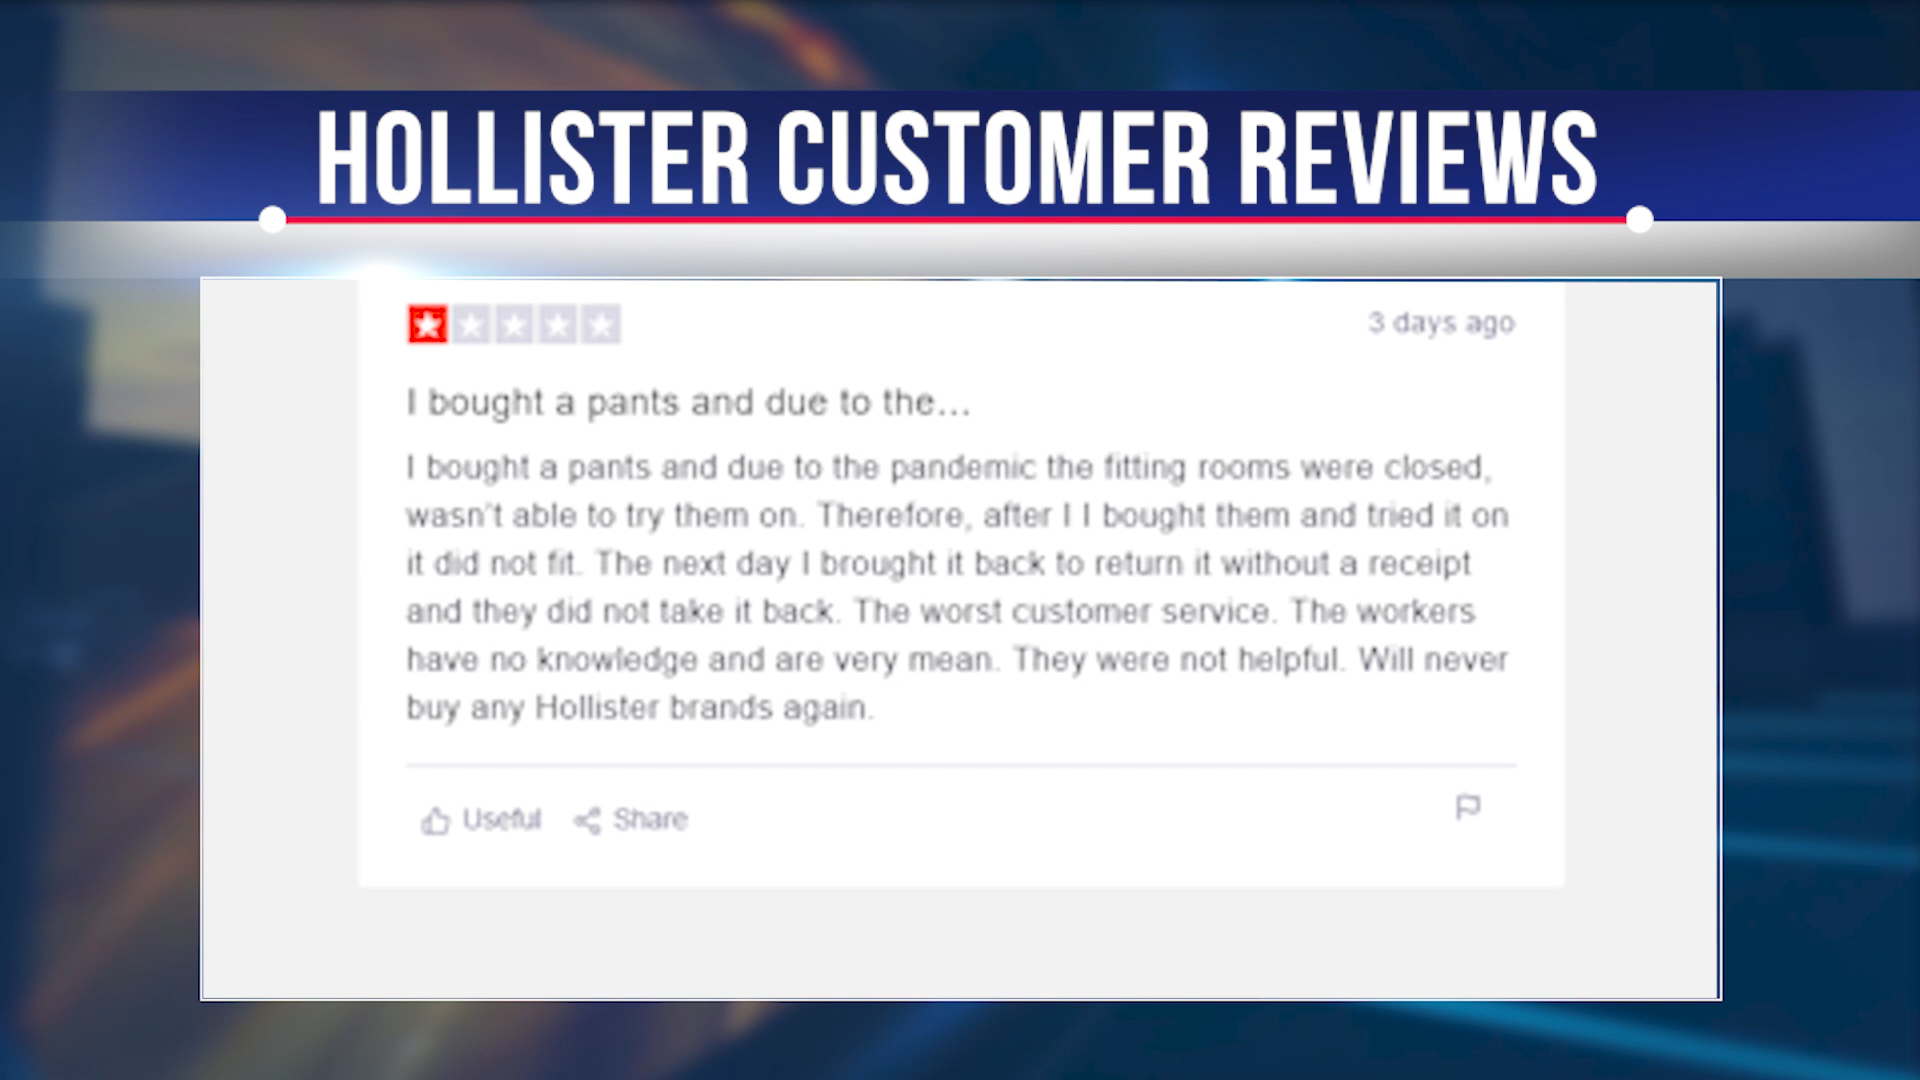 HOLLISTER CUSTOMER REVIEWS
3 days ago
I bought a pants and due to the...
I bought a pants and due to the pandemic the fitting rooms were closed,
wasn't able to try them on. Therefore, after I I bought them and tried it on
it did not fit. The next day I brought it back to return it without a receipt
and they did not take it back. The worst customer service. The workers
have no knowledge and are very mean. They were not helpful. Will never
buy any Hollister brands again.
Useful Share